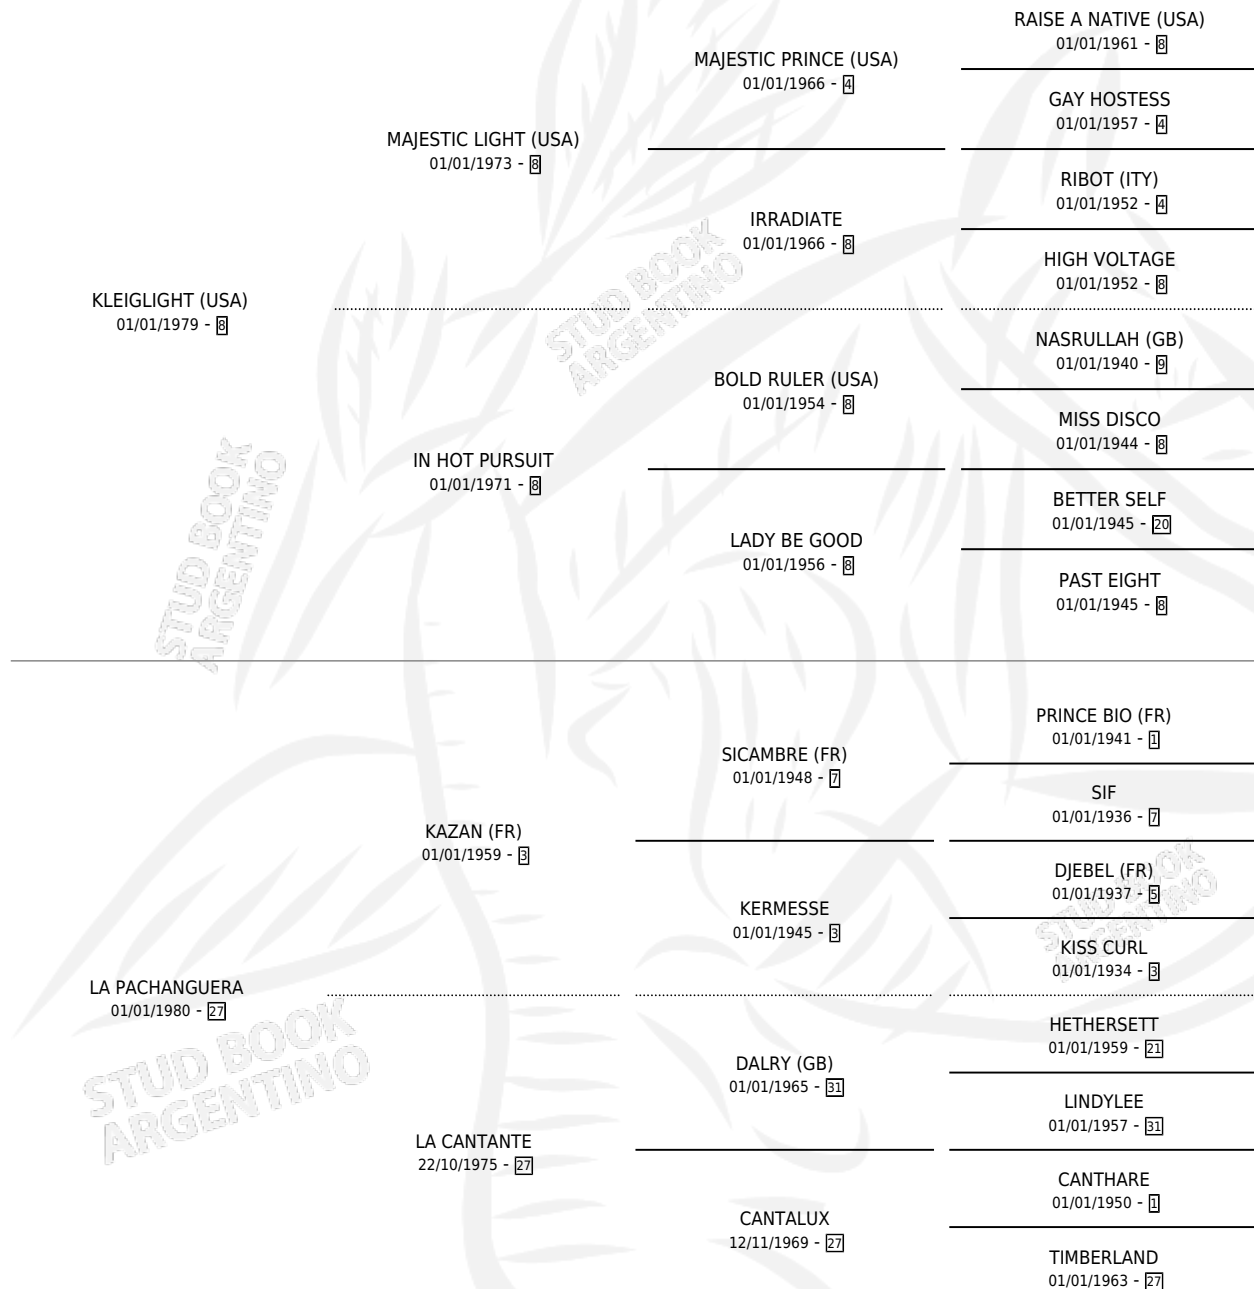 RAISE A NATIVE (USA)
01/01/1961 - 8
MAJESTIC PRINCE (USA)
01/01/1966 - 4
GAY HOSTESS
01/01/1957 - 4
MAJESTIC LIGHT (USA)
01/01/1973 - 8
RIBOT (ITY)
01/01/1952 - 4
IRRADIATE
01/01/1966 - 8
HIGH VOLTAGE
01/01/1952 - 8
KLEIGLIGHT (USA)
01/01/1979 - 8
NASRULLAH (GB)
01/01/1940 - 9
BOLD RULER (USA)
01/01/1954 - 8
MISS DISCO
01/01/1944 - 8
IN HOT PURSUIT
01/01/1971 - 8
BETTER SELF
01/01/1945 - 20
LADY BE GOOD
01/01/1956 - 8
PAST EIGHT
01/01/1945 - 8
PRINCE BIO (FR)
01/01/1941 - 1
SICAMBRE (FR)
01/01/1948 - 7
SIF
01/01/1936 - 7
KAZAN (FR)
01/01/1959 - 3
DJEBEL (FR)
01/01/1937 - 5
KERMESSE
01/01/1945 - 3
KISS CURL
01/01/1934 - 3
LA PACHANGUERA
01/01/1980 - 27
HETHERSETT
01/01/1959 - 21
DALRY (GB)
01/01/1965 - 31
LINDYLEE
01/01/1957 - 31
LA CANTANTE
22/10/1975 - 27
CANTHARE
01/01/1950 - 1
CANTALUX
12/11/1969 - 27
TIMBERLAND
01/01/1963 - 27
STUD BOOK
ARGENTINO
STUD BOOK
ARGENTINO
STUD BOOK
ARGENTINO
STUD BOOK
ARGENTINO